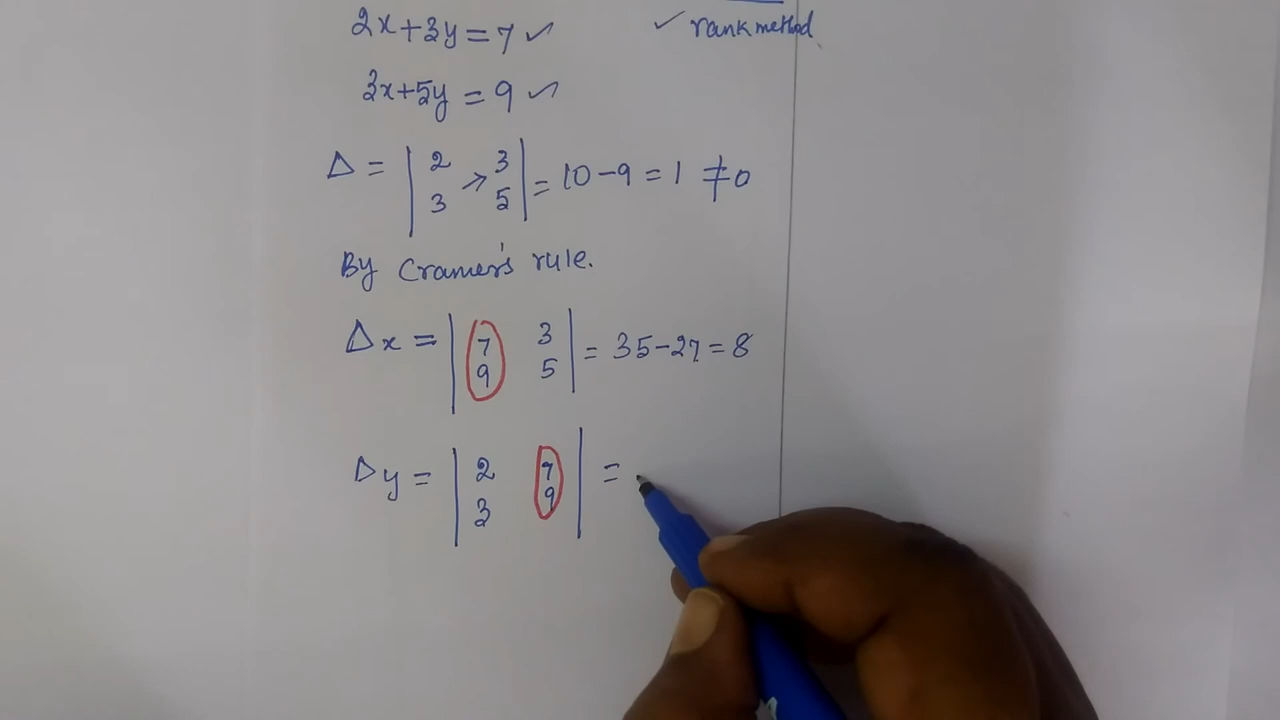 2x+3y=7 ✓ ✓ rank method
3x+5y=9 ✓
Δ = | 2 → 3 | = 10-9 = 1 ≠0
3 5
By Cramer's rule.
Δx = | 7 3 | = 35-27 = 8
9 5
Δy = | 2 7 | =
3 9